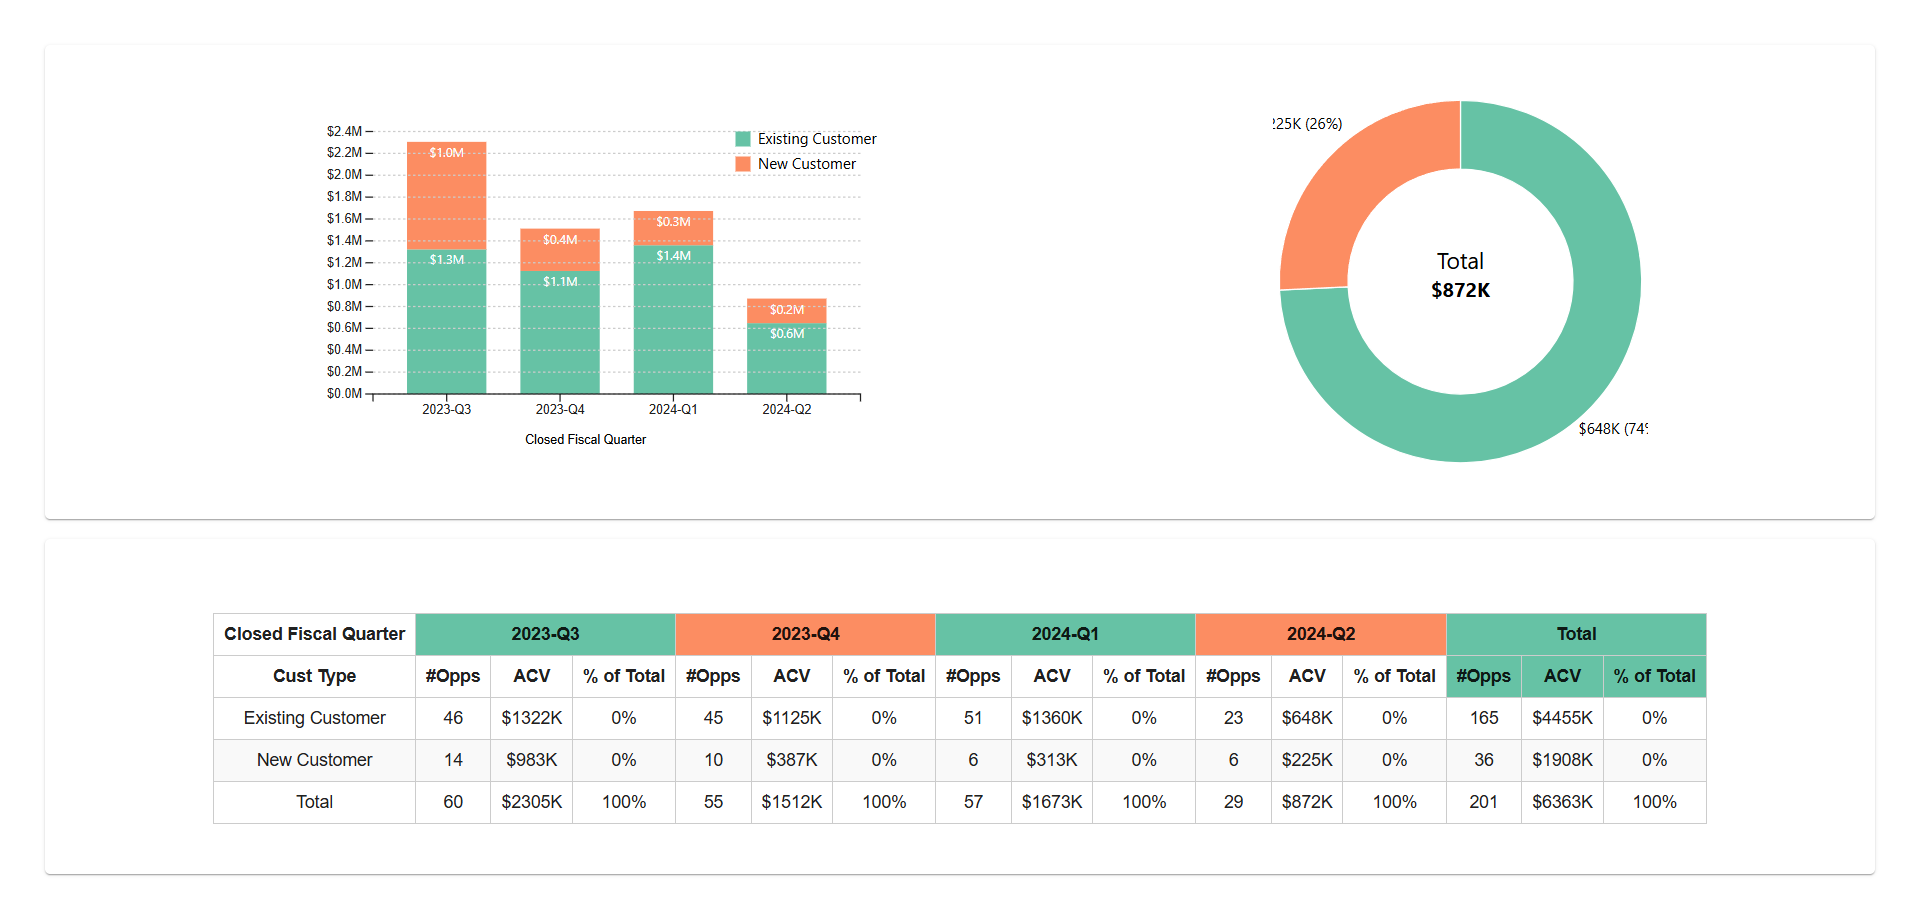 $2.4M
$2.2M
$2.0M
$1.8M
$1.6M
$1.4M
$1.2M
$1.0M
$0.8M
$0.6M
$0.4M
$0.2M
$0.0M
$1.0M
$1.3M
$0.4M
$1.1M
$0.3M
$1.4M
$0.2M
$0.6M
2023-Q3 2023-Q4 2024-Q1 2024-Q2
Closed Fiscal Quarter
Existing Customer
New Customer
25K (26%)
Total
$872K
$648K (74
Closed Fiscal Quarter 2023-Q3 2023-Q4 2024-Q1 2024-Q2 Total
Cust Type #Opps ACV % of Total #Opps ACV % of Total #Opps ACV % of Total #Opps ACV % of Total #Opps ACV % of Total
Existing Customer 46 $1322K 0% 45 $1125K 0% 51 $1360K 0% 23 $648K 0% 165 $4455K 0%
New Customer 14 $983K 0% 10 $387K 0% 6 $313K 0% 6 $225K 0% 36 $1908K 0%
Total 60 $2305K 100% 55 $1512K 100% 57 $1673K 100% 29 $872K 100% 201 $6363K 100%